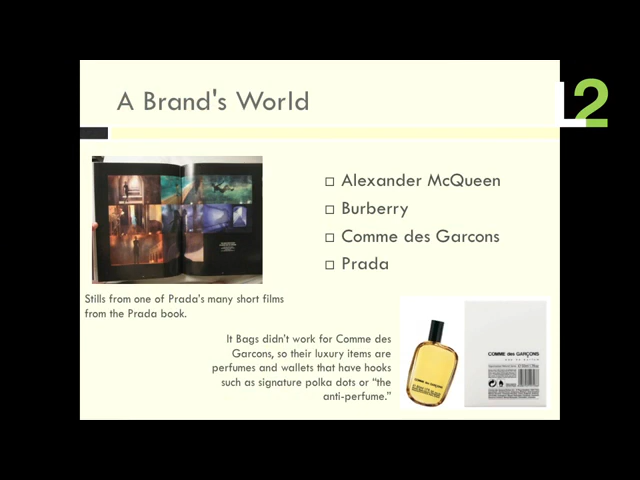 A Brand's World
L2
Alexander McQueen
Burberry
Comme des Garcons
Prada
Stills from one of Prada's many short films
from the Prada book.
It Bags didn't work for Comme des
Garcons, so their luxury items are
perfumes and wallets that have hooks
such as signature polka dots or “the
anti-perfume.”
COMME des GARÇONS